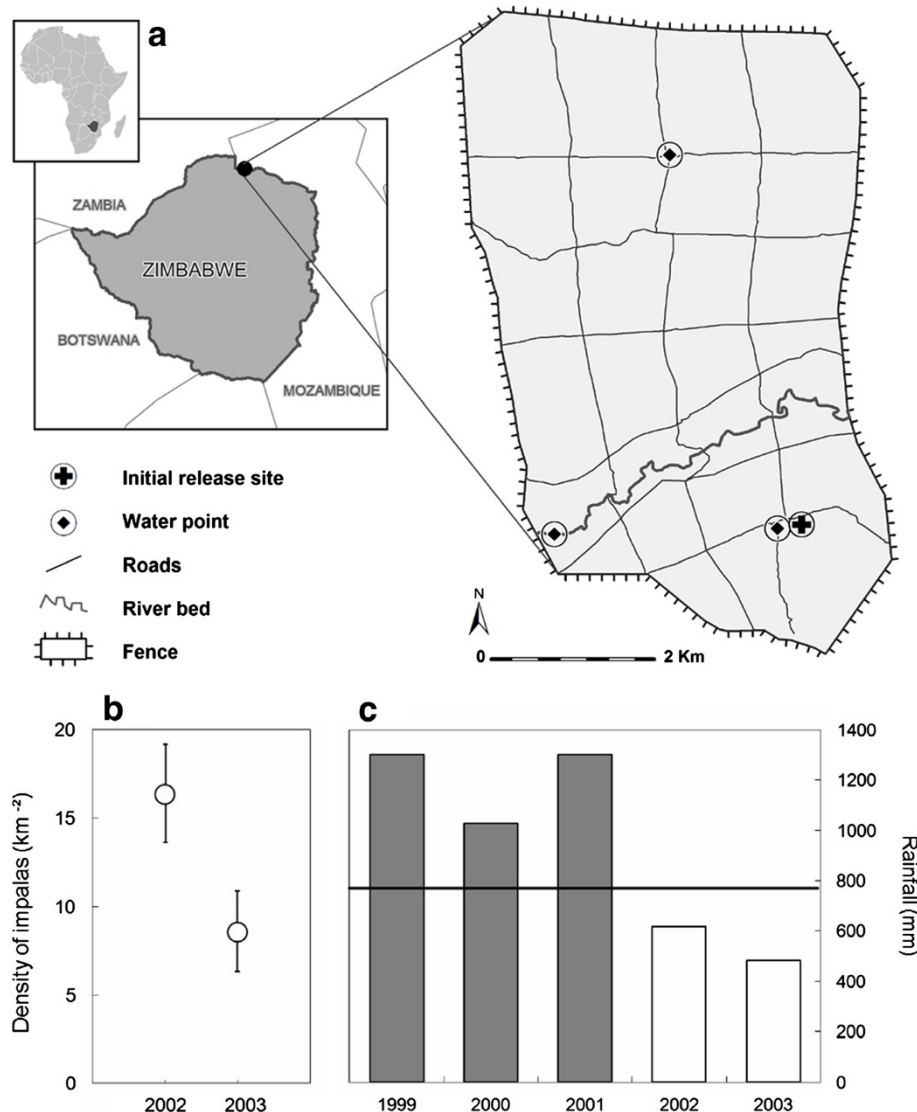 a
ZAMBIA
ZIMBABWE
BOTSWANA
MOZAMBIQUE
Initial release site
Water point
Roads
River bed
Fence
N
0 2 Km
b
Density of impalas (km⁻²)
20
15
10
5
0
2002 2003
c
1400
1200
1000
800
600
400
200
0
Rainfall (mm)
1999 2000 2001 2002 2003